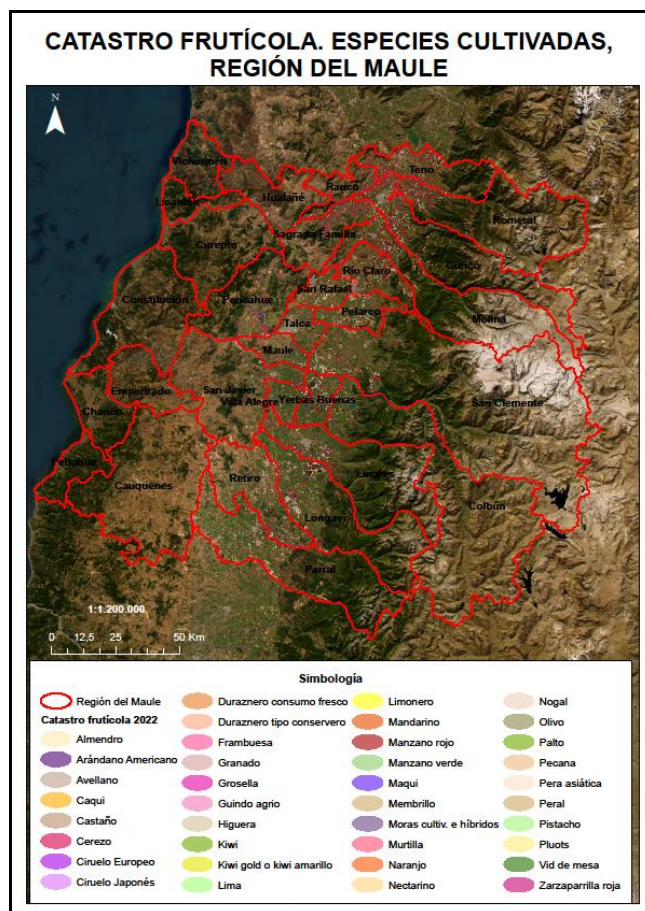 CATASTRO FRUTÍCOLA. ESPECIES CULTIVADAS,
REGIÓN DEL MAULE
N
Vichuquén
Teno
Rauco
Hualañé
Licantén
Romeral
Sagrada Familia
Curepto
Curicó
Río Claro
San Rafael
Constitución
Pencahue
Pelarco
Molina
Talca
Maule
Empedrado
San Javier
Villa Alegre
Yerbas Buenas
San Clemente
Chanco
Pelluhue
Cauquenes
Retiro
Linares
Colbún
Longaví
Parral
1:1.200.000
0 12,5 25 50 Km
Simbología
Región del Maule
Catastro frutícola 2022
Almendro
Arándano Americano
Avellano
Caqui
Castaño
Cerezo
Ciruelo Europeo
Ciruelo Japonés
Duraznero consumo fresco
Duraznero tipo conservero
Frambuesa
Granado
Grosella
Guindo agrio
Higuera
Kiwi
Kiwi gold o kiwi amarillo
Lima
Limonero
Mandarino
Manzano rojo
Manzano verde
Maqui
Membrillo
Moras cultiv. e híbridos
Murtilla
Naranjo
Nectarino
Nogal
Olivo
Palto
Pecana
Pera asiática
Peral
Pistacho
Pluots
Vid de mesa
Zarzaparrilla roja